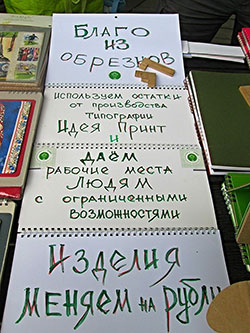 БЛАГО
ИЗ
ОБРЕЗКОВ
ИСПОЛЬЗУЕМ ОСТАТКИ
ОТ ПРОИЗВОДСТВА
ТИПОГРАФИИ
ИДЕЯ ПРИНТ
И
ДАЁМ
РАБОЧИЕ МЕСТА
ЛЮДЯМ
С ОГРАНИЧЕННЫМИ
ВОЗМОЖНОСТЯМИ
ИЗДЕЛИЯ
МЕНЯЕМ НА РУБЛИ